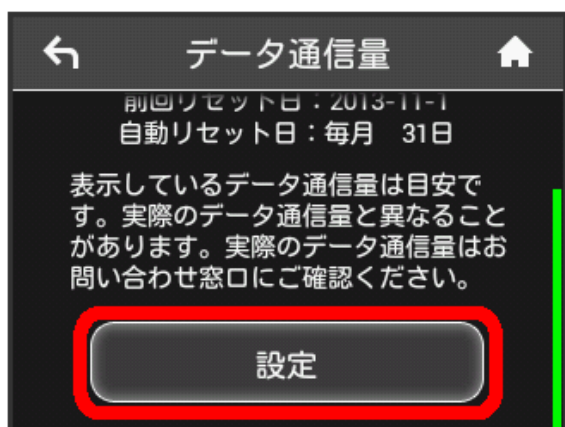 データ通信量
前回リセット日：2013-11-1
自動リセット日：毎月　31日
表示しているデータ通信量は目安で
す。実際のデータ通信量と異なること
があります。実際のデータ通信量はお
問い合わせ窓口にご確認ください。
設定